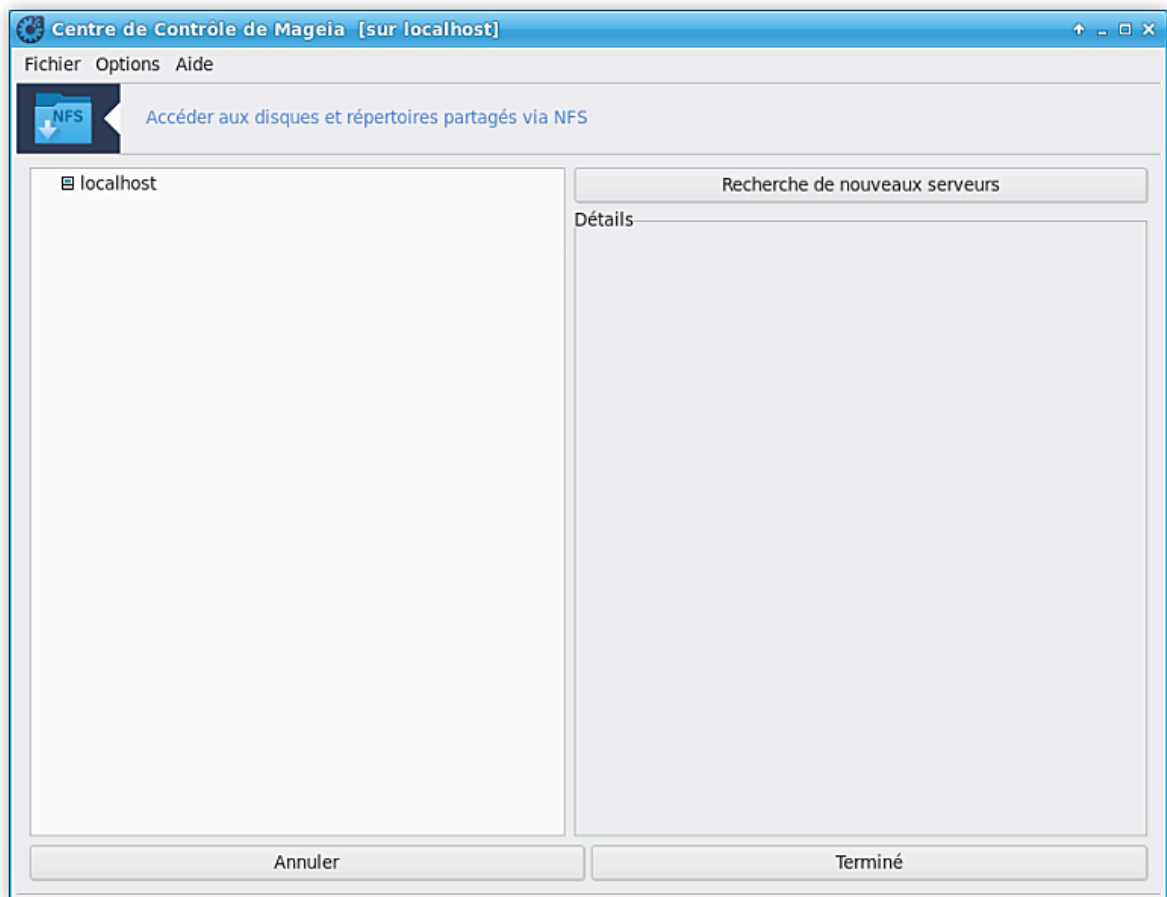 Centre de Contrôle de Mageia [sur localhost]
Fichier Options Aide
NFS
Accéder aux disques et répertoires partagés via NFS
localhost
Recherche de nouveaux serveurs
Détails
Annuler
Terminé